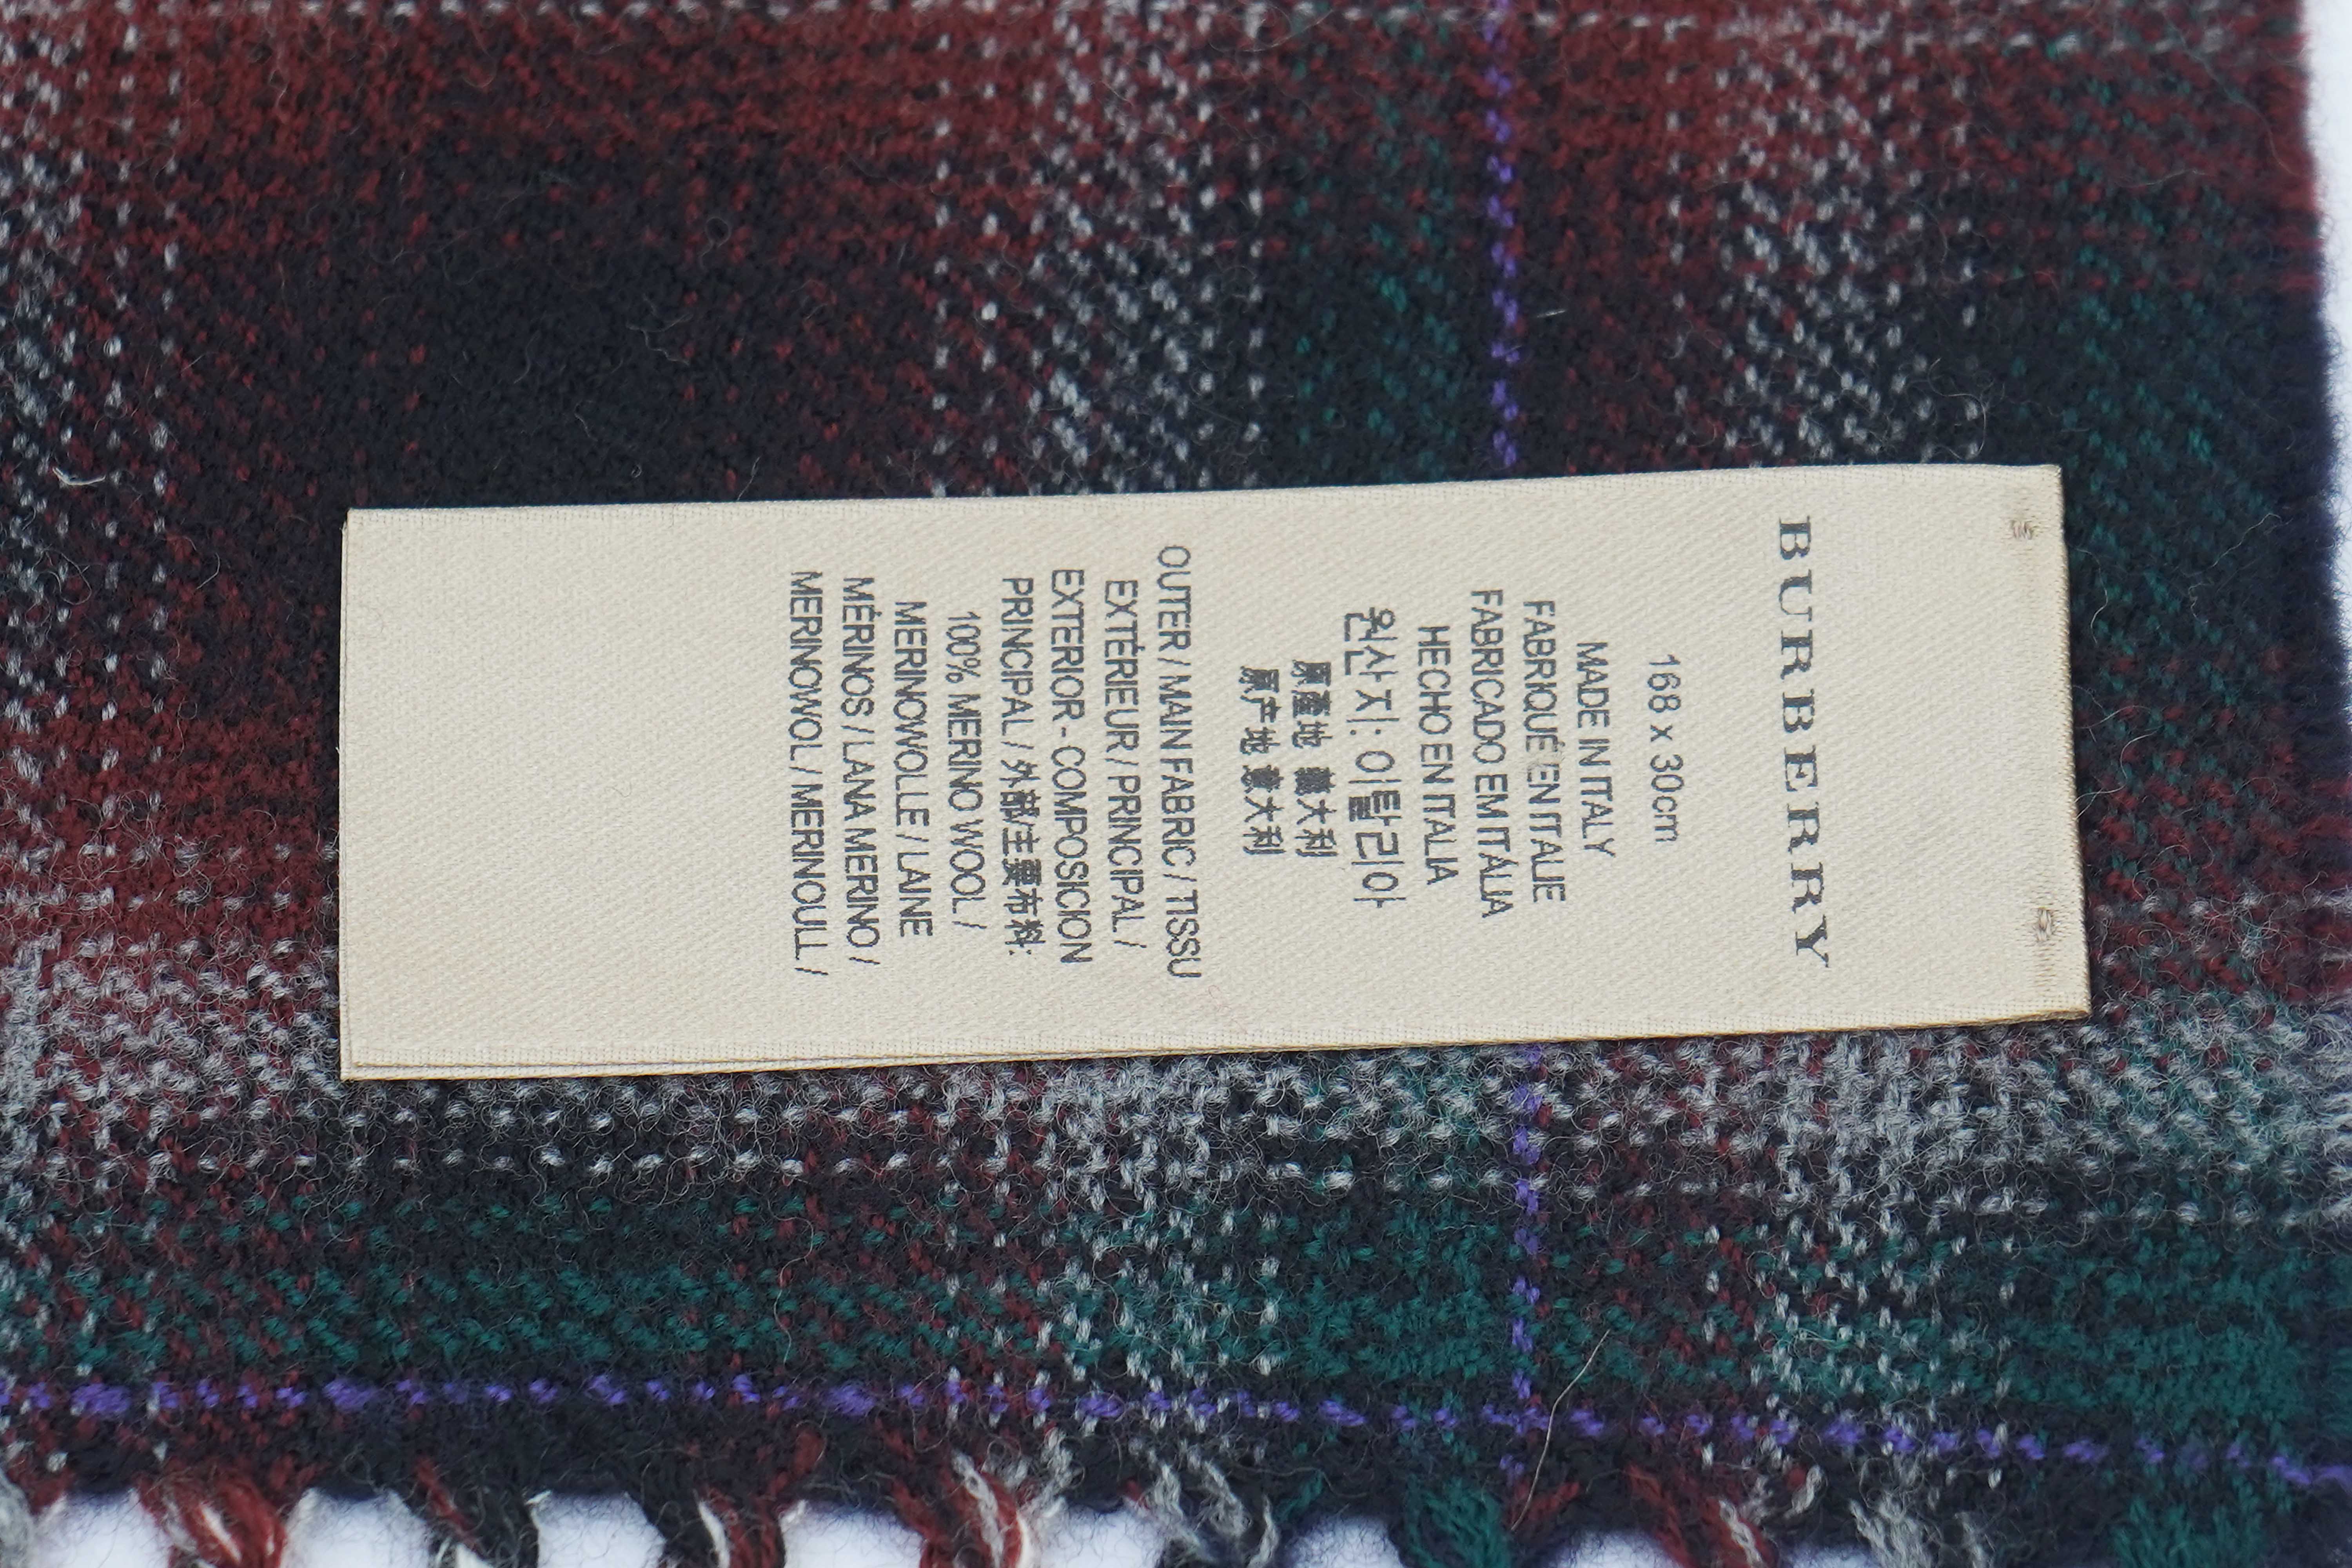 BURBERRY
168 x 30cm
MADE IN ITALY
FABRIQUÉ EN ITALIE
FABRICADO EM ITÁLIA
HECHO EN ITALIA
원산지: 이탈리아
原產地 義大利
原产地 意大利
OUTER / MAIN FABRIC / TISSU
EXTÉRIEUR / PRINCIPAL /
EXTERIOR - COMPOSICION
PRINCIPAL / 外部/主要布料:
100% MERINO WOOL /
MERINOWOLLE / LAINE
MÉRINOS / LANA MERINO /
MERINOWOL / MERINOULL /